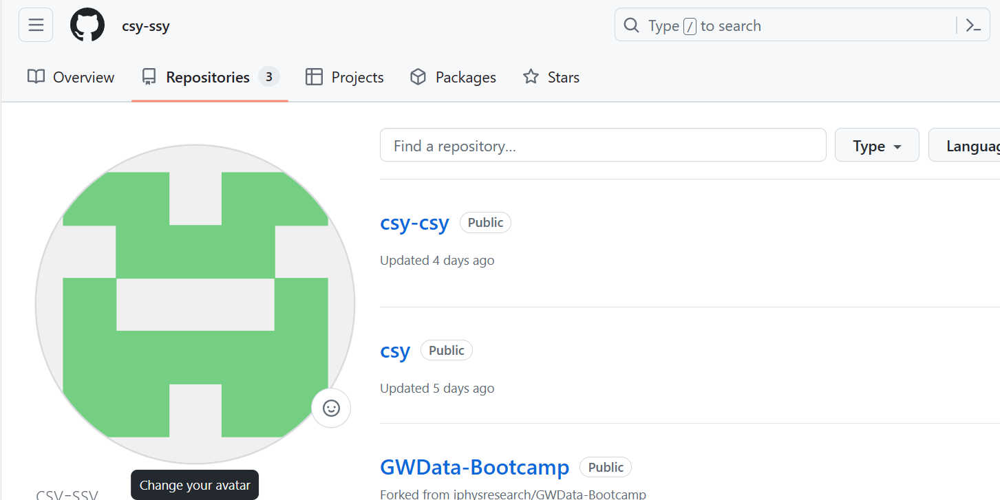 csy-ssy
Type / to search
Overview
Repositories 3
Projects
Packages
Stars
Find a repository...
Type
Languag
csy-csy Public
Updated 4 days ago
csy Public
Updated 5 days ago
GWData-Bootcamp Public
Forked from iphysresearch/GWData-Bootcamp
Change your avatar
csy-ssy